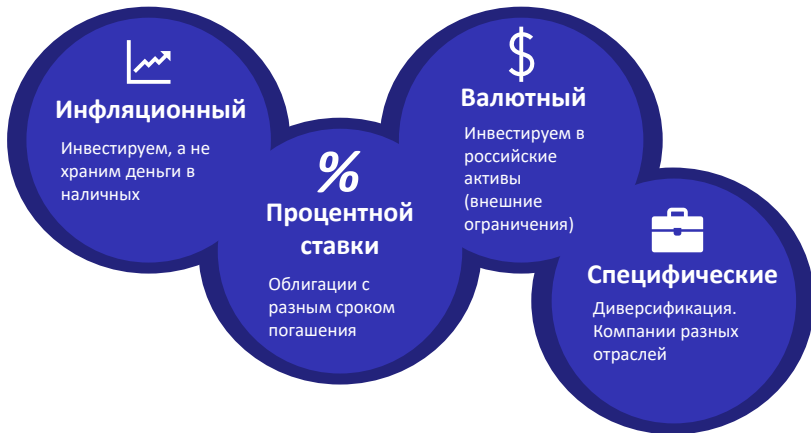 Инфляционный
Инвестируем, а не
храним деньги в
наличных
%
Процентной
ставки
Облигации с
разным сроком
погашения
$
Валютный
Инвестируем в
российские
активы
(внешние
ограничения)
Специфические
Диверсификация.
Компании разных
отраслей